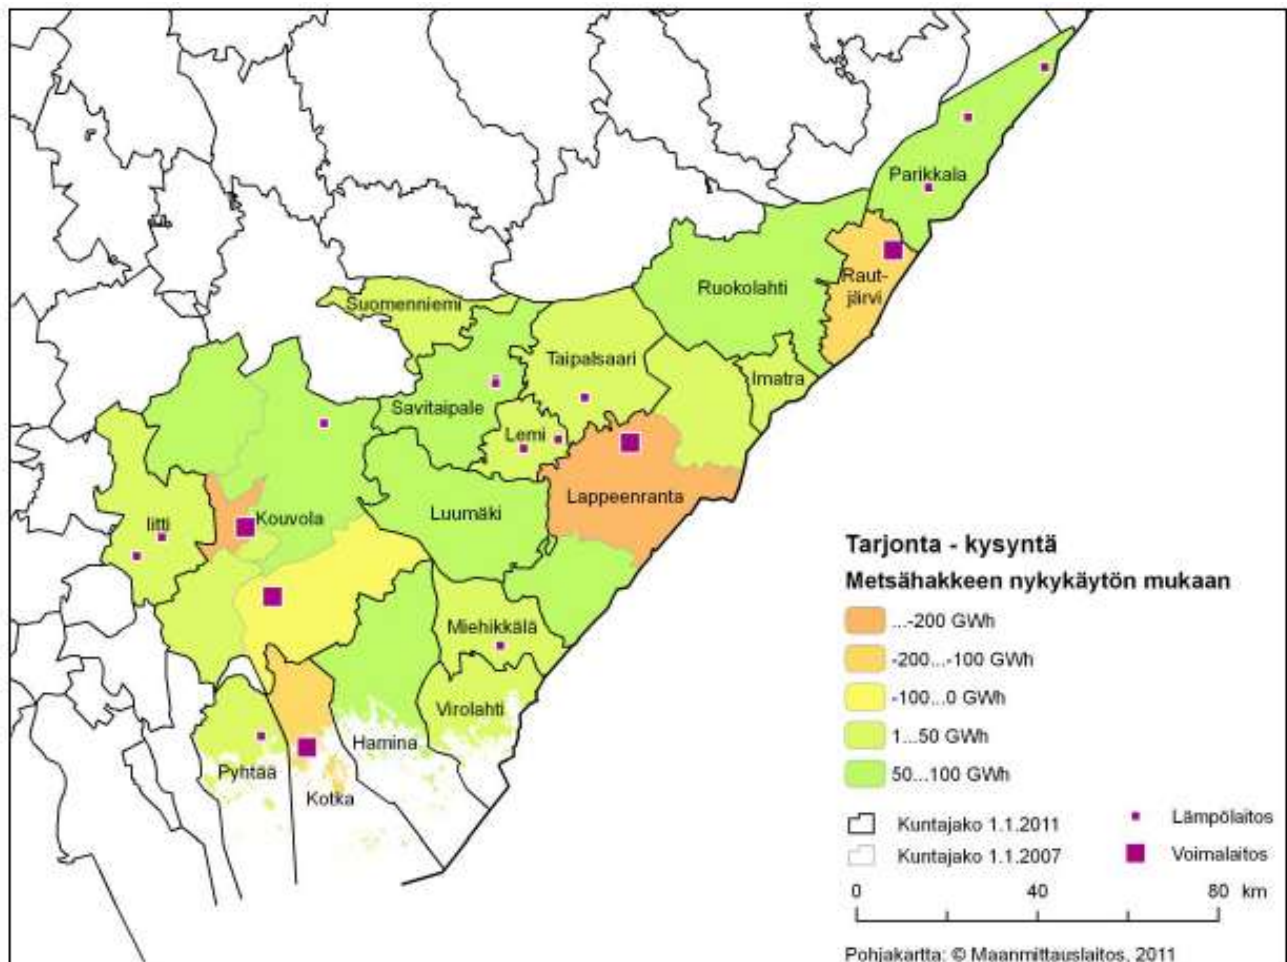 Parikkala
Raut-
järvi
Ruokolahti
Suomenniemi
Taipalsaari
Imatra
Savitaipale
Lemi
Lappeenranta
Luumäki
Iitti
Kouvola
Miehikkälä
Virolahti
Hamina
Pyhtää
Kotka
Tarjonta - kysyntä
Metsähakkeen nykykäytön mukaan
...-200 GWh
-200...-100 GWh
-100...0 GWh
1...50 GWh
50...100 GWh
Kuntajako 1.1.2011
Lämpölaitos
Kuntajako 1.1.2007
Voimalaitos
0 40 80 km
Pohjakartta: © Maanmittauslaitos, 2011